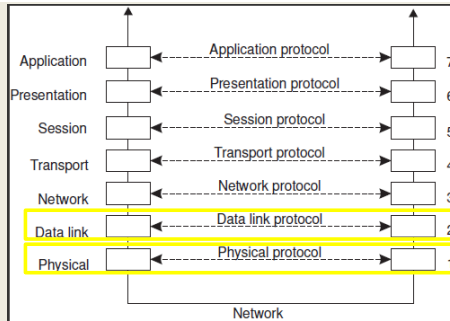 Application Application protocol 7
Presentation Presentation protocol 6
Session Session protocol 5
Transport Transport protocol 4
Network Network protocol 3
Data link Data link protocol 2
Physical Physical protocol 1
Network